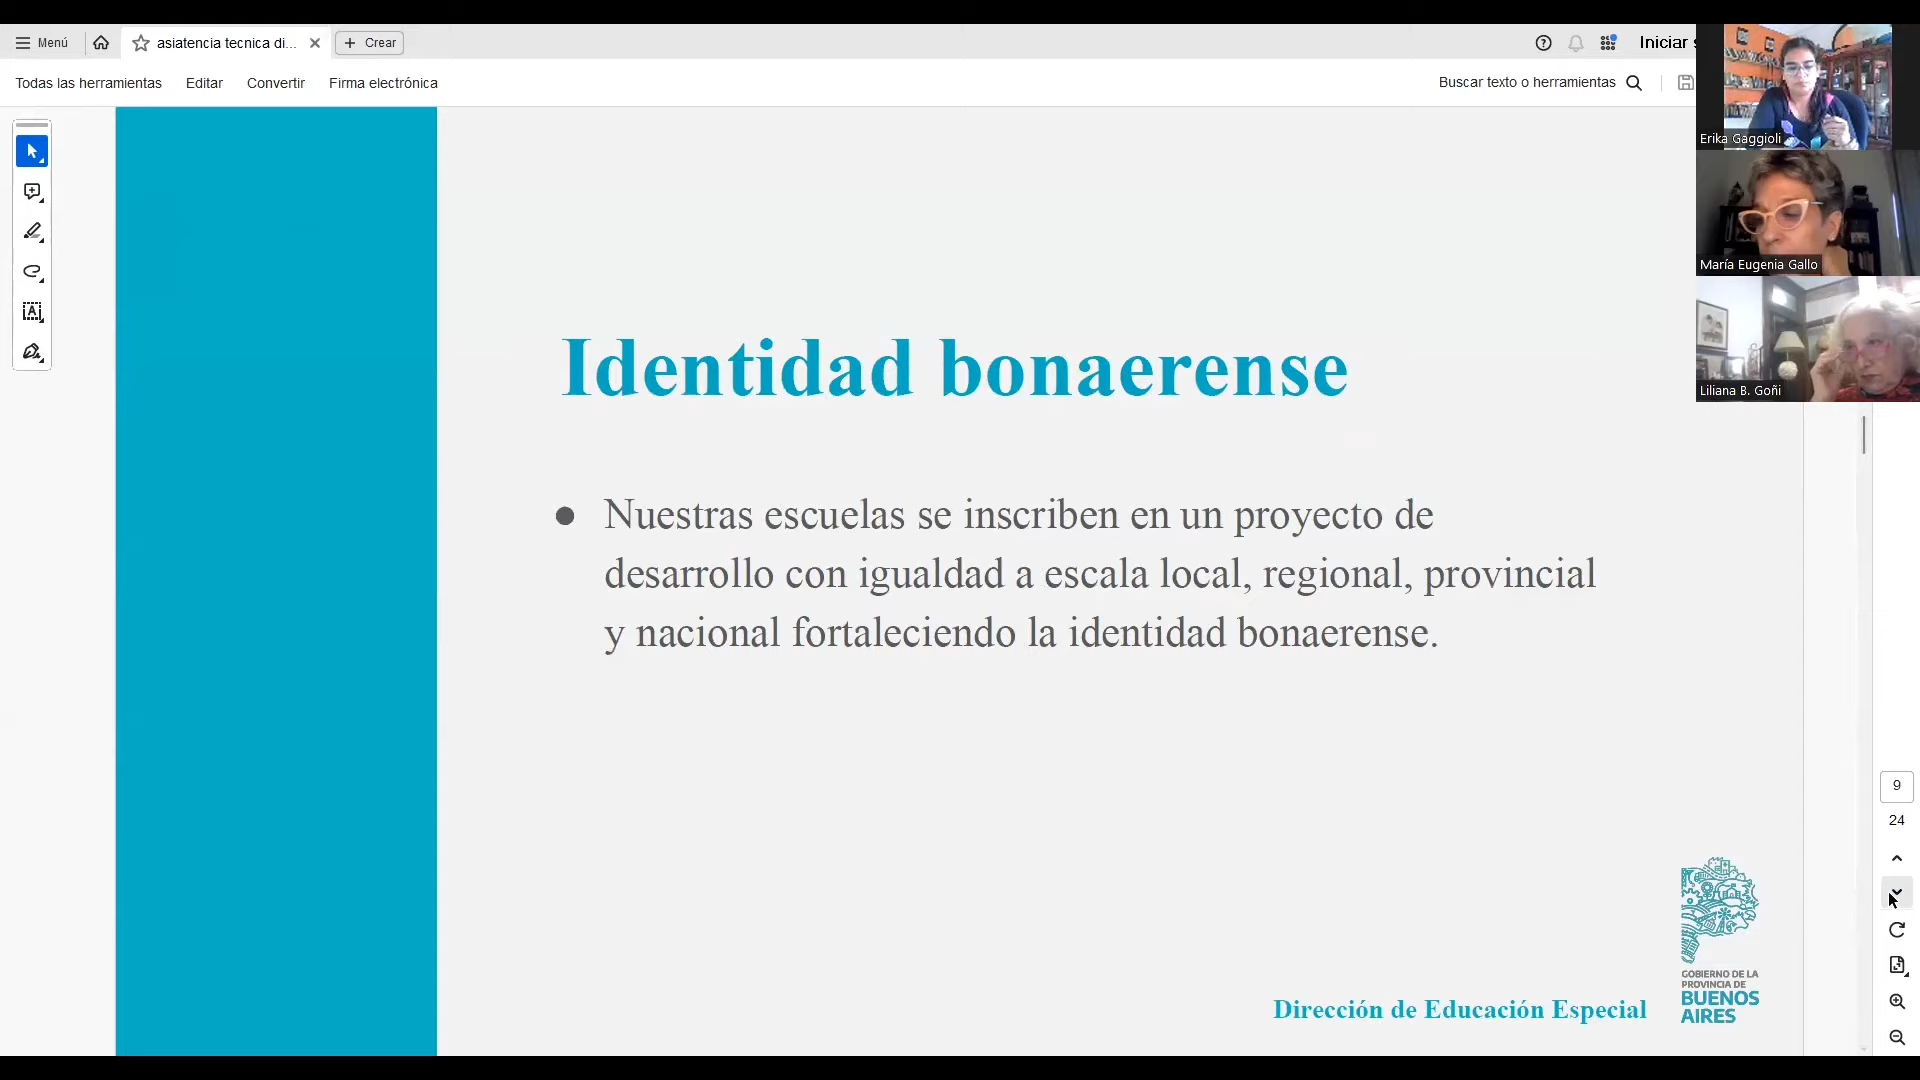 Menú
asiatencia tecnica di...
Crear
Iniciar s
Todas las herramientas
Editar
Convertir
Firma electrónica
Buscar texto o herramientas
Erika Gaggioli
María Eugenia Gallo
Liliana B. Goñi
Identidad bonaerense
● Nuestras escuelas se inscriben en un proyecto de
desarrollo con igualdad a escala local, regional, provincial
y nacional fortaleciendo la identidad bonaerense.
9
24
GOBIERNO DE LA
PROVINCIA DE
BUENOS
AIRES
Dirección de Educación Especial